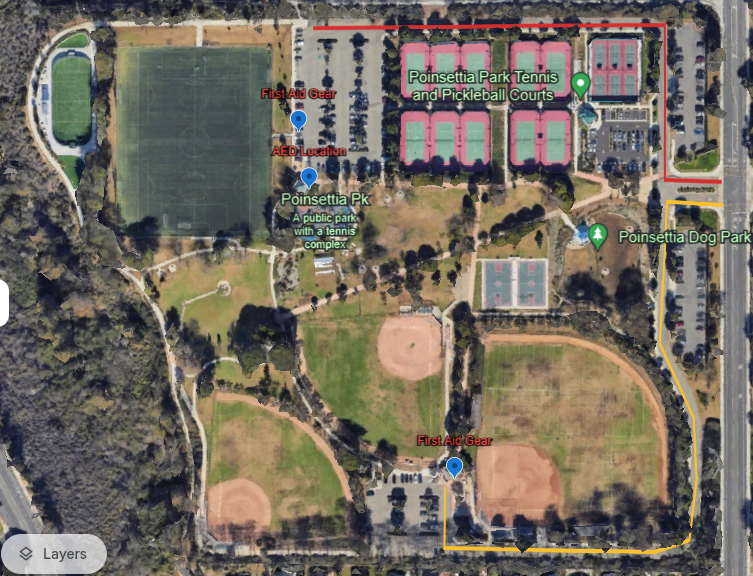 Poinsettia Park Tennis
and Pickleball Courts
First Aid Gear
AED Location
Poinsettia Pk
A public park
with a tennis
complex
Poinsettia Dog Park
First Aid Gear
Layers